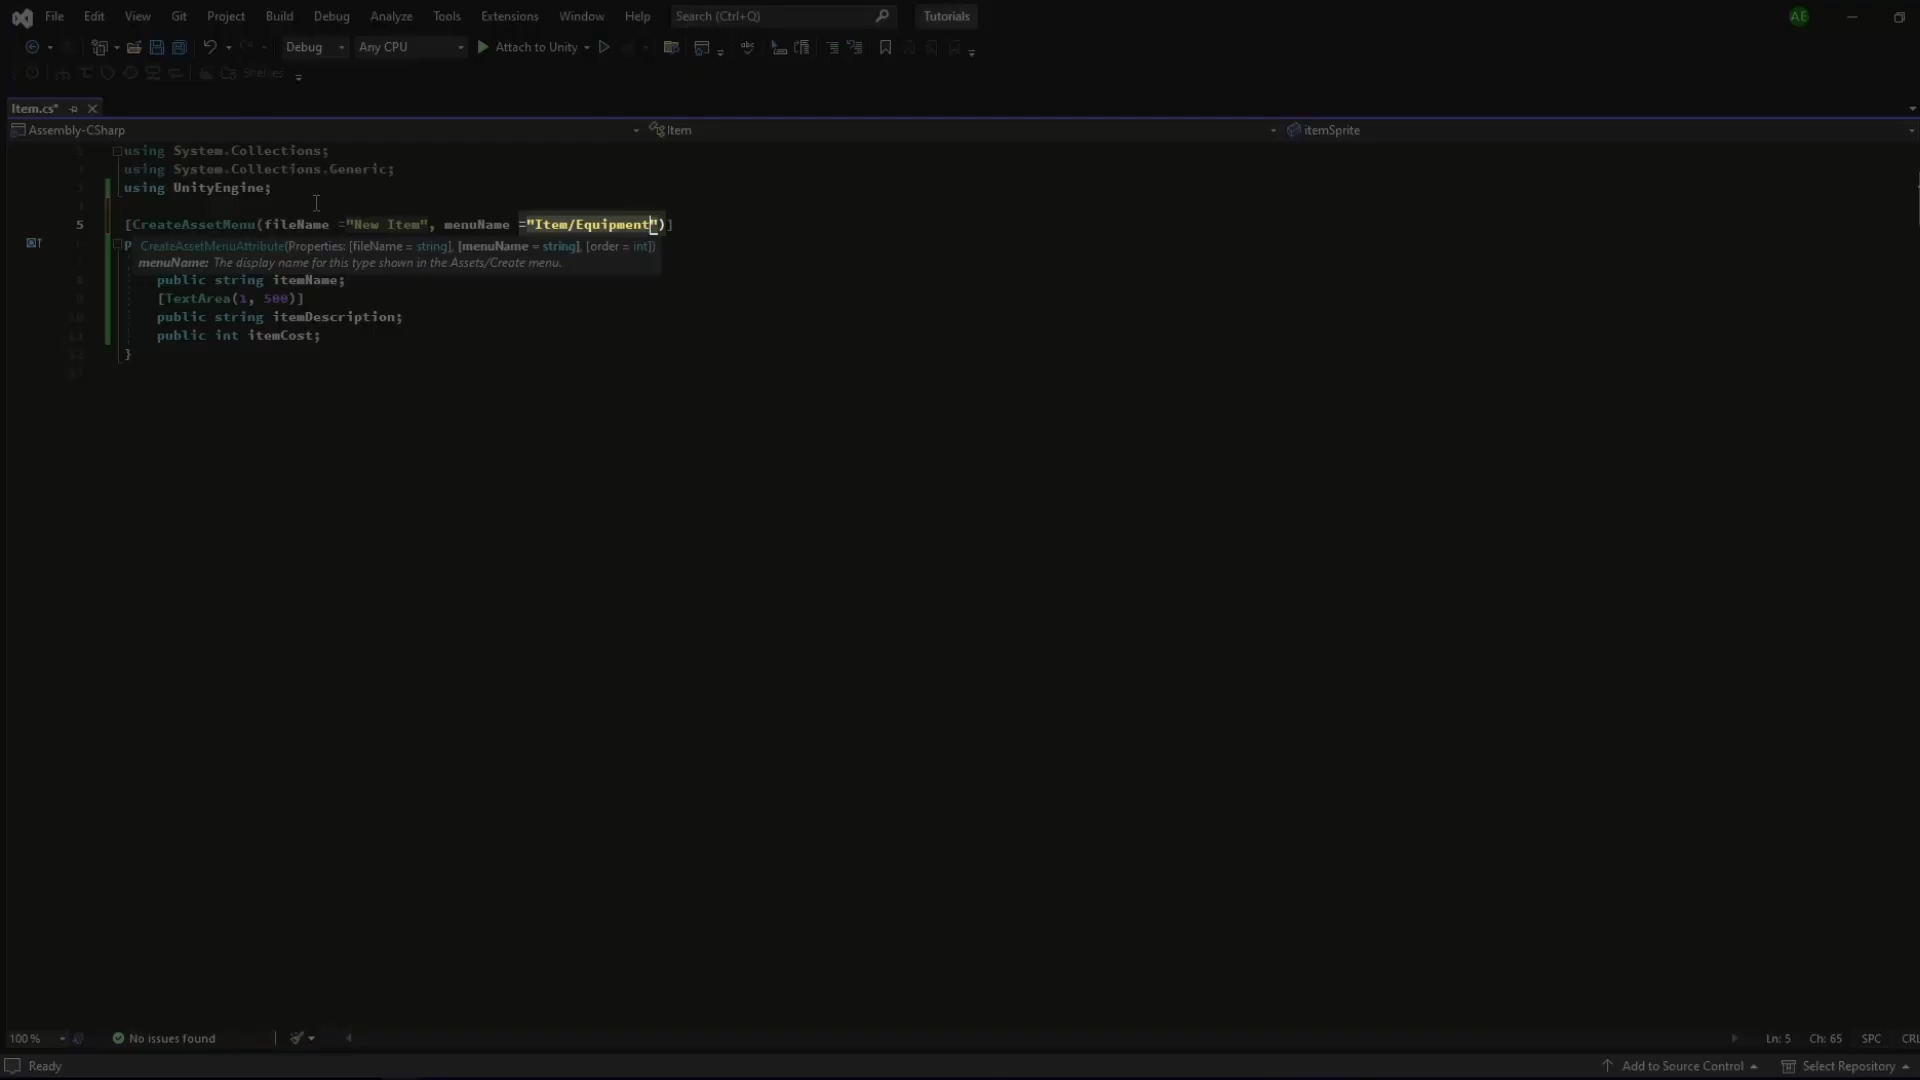 File Edit View Git Project Build Debug Analyze Tools Extensions Window Help Search (Ctrl+Q) Tutorials AE
Debug Any CPU Attach to Unity
Shelves
Item.cs*
Assembly-CSharp Item itemSprite
using System.Collections;
using System.Collections.Generic;
using UnityEngine;
5 [CreateAssetMenu(fileName ="New Item", menuName ="Item/Equipment")]
p CreateAssetMenuAttribute(Properties: [fileName = string], [menuName = string], [order = int])
menuName: The display name for this type shown in the Assets/Create menu.
public string itemName;
[TextArea(1, 500)]
public string itemDescription;
public int itemCost;
}
100 % No issues found Ln: 5 Ch: 65 SPC CRL
Ready Add to Source Control Select Repository